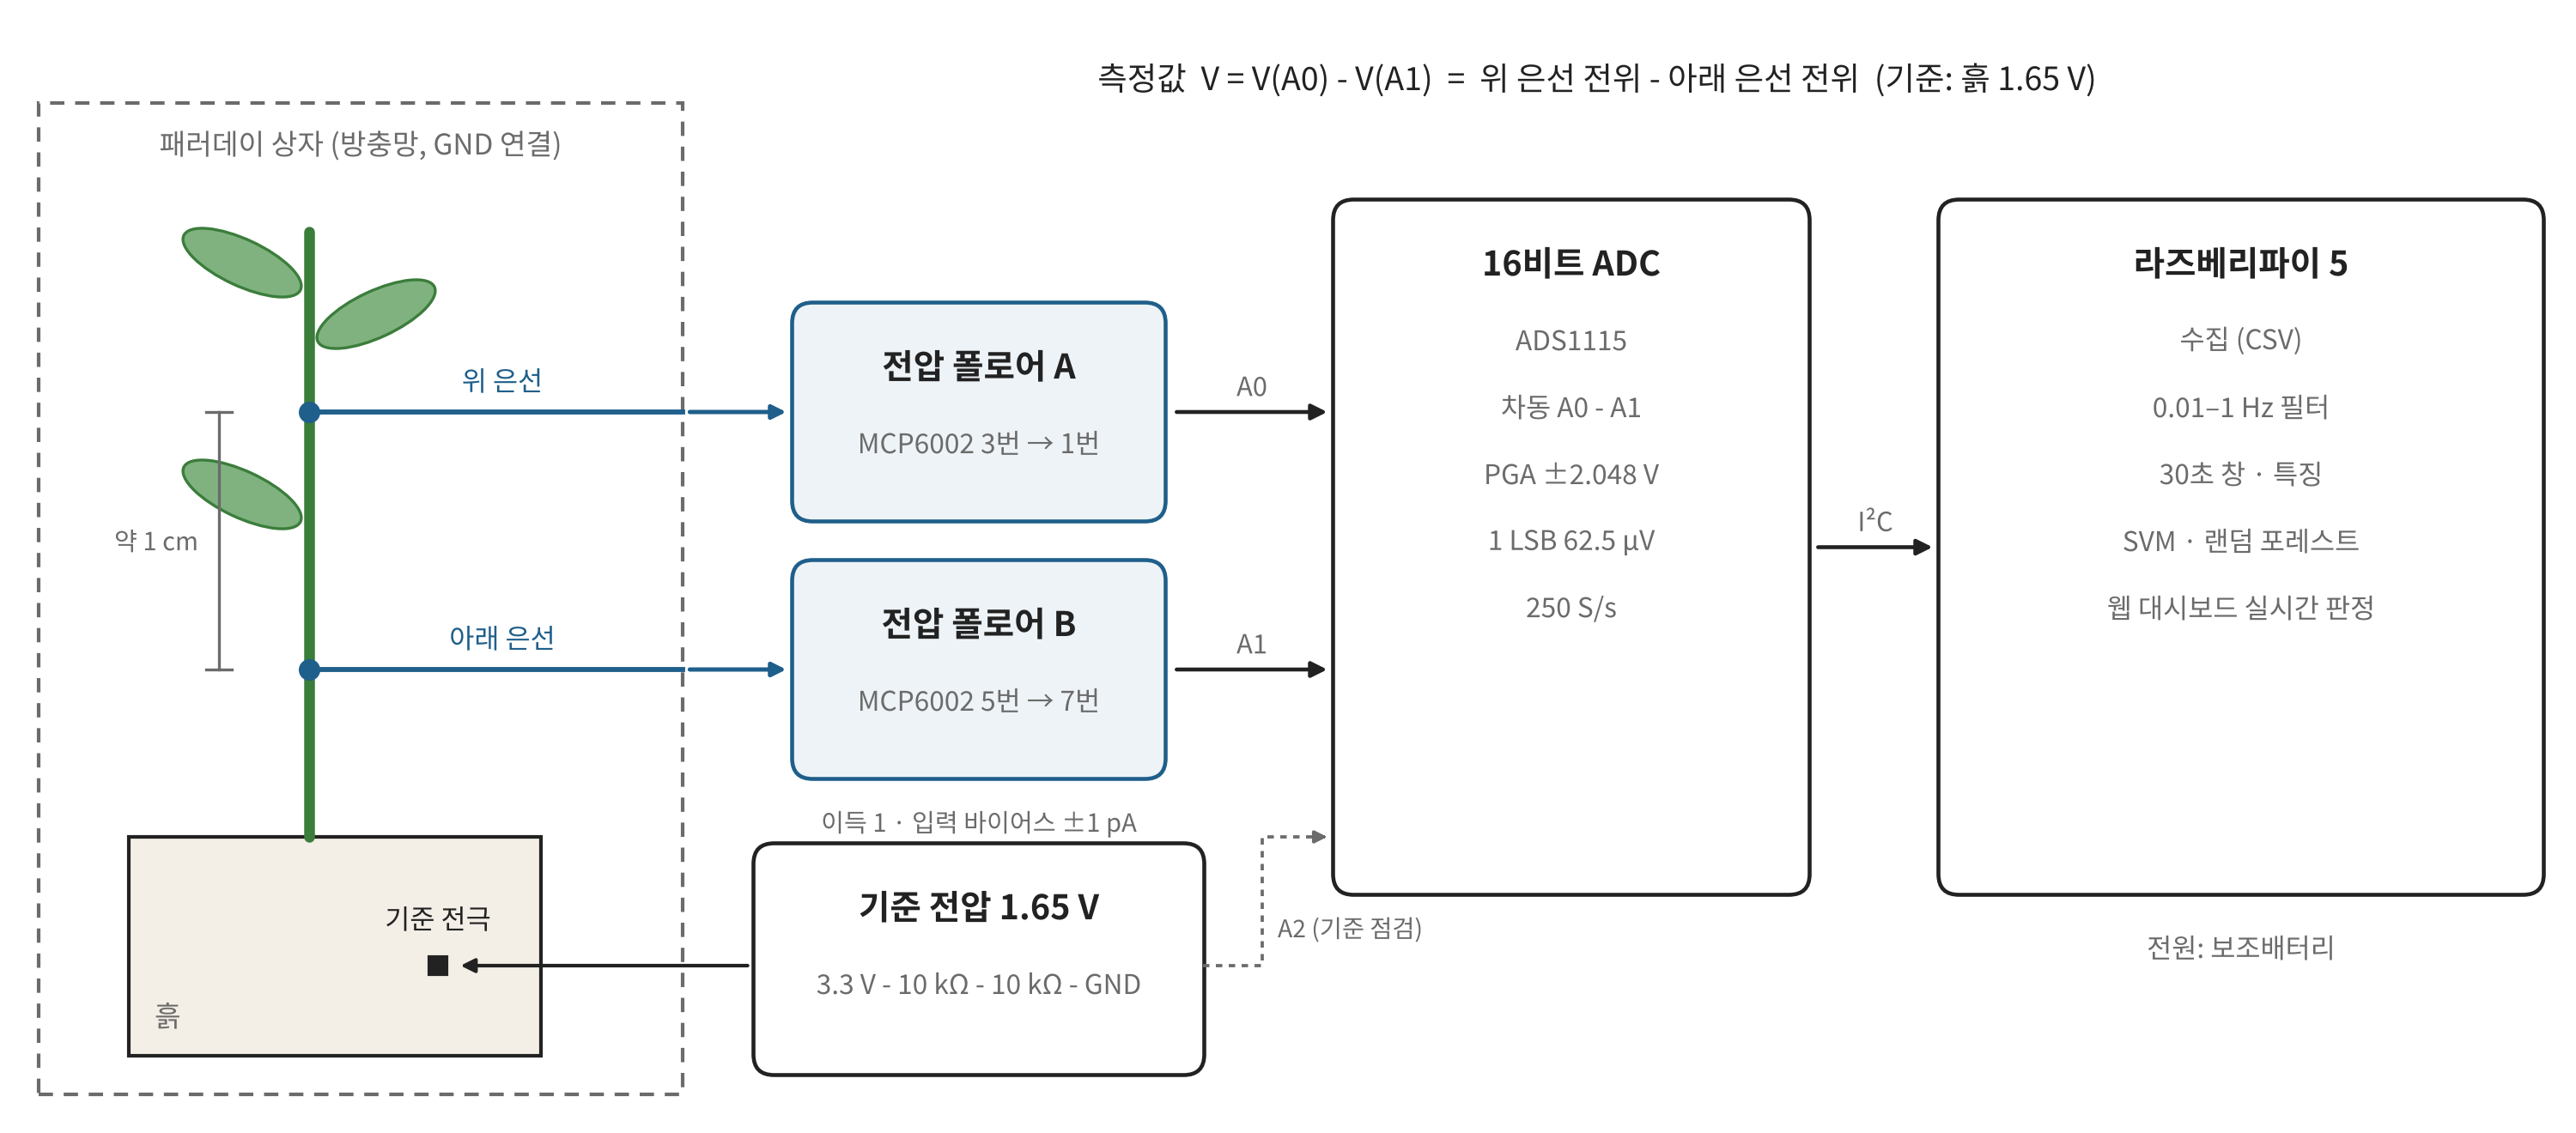 측정값 V = V(A0) - V(A1) = 위 은선 전위 - 아래 은선 전위 (기준: 흙 1.65 V)
패러데이 상자 (방충망, GND 연결)
위 은선
약 1 cm
아래 은선
기준 전극
흙
전압 폴로어 A
MCP6002 3번 → 1번
전압 폴로어 B
MCP6002 5번 → 7번
이득 1 · 입력 바이어스 ±1 pA
기준 전압 1.65 V
3.3 V - 10 kΩ - 10 kΩ - GND
A0
A1
A2 (기준 점검)
16비트 ADC
ADS1115
차동 A0 - A1
PGA ±2.048 V
1 LSB 62.5 μV
250 S/s
I²C
라즈베리파이 5
수집 (CSV)
0.01–1 Hz 필터
30초 창 · 특징
SVM · 랜덤 포레스트
웹 대시보드 실시간 판정
전원: 보조배터리